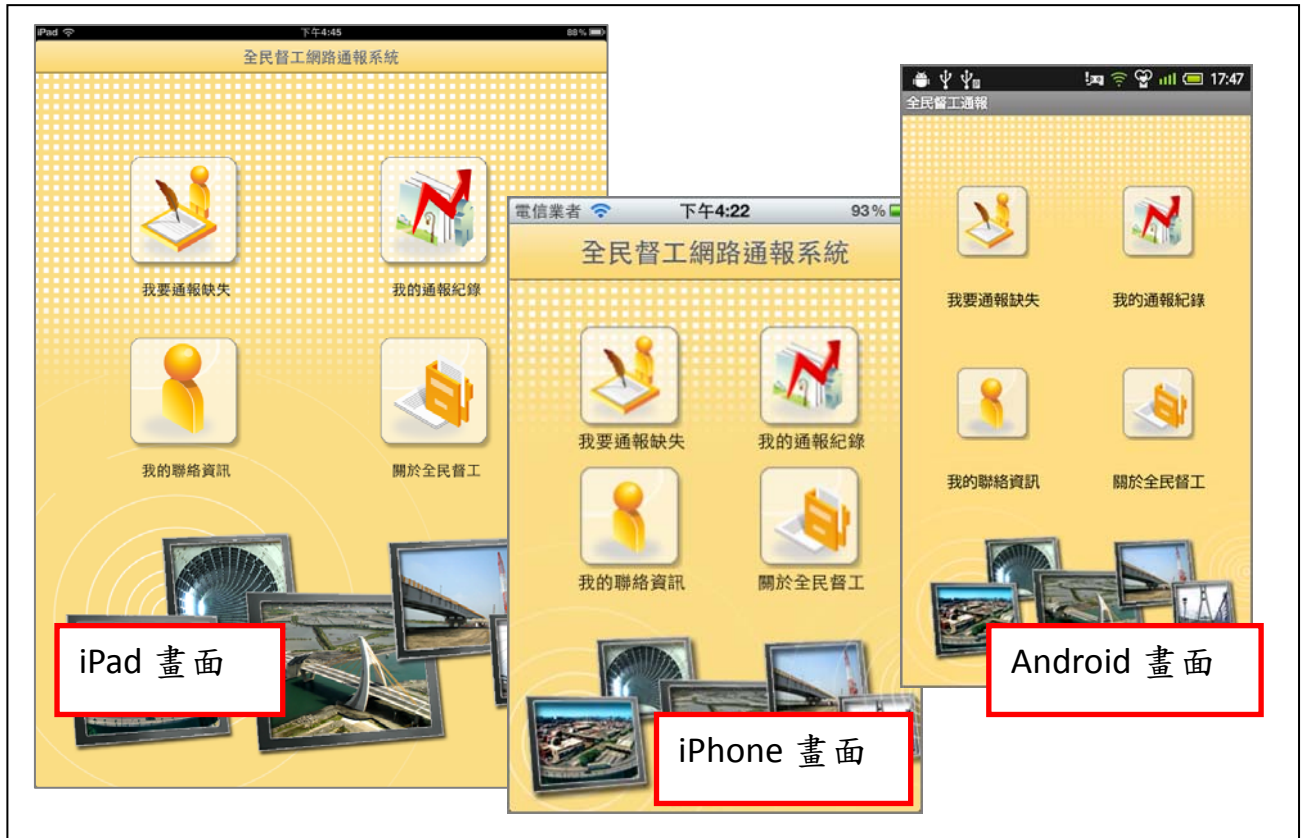 iPad 下午4:45 88%
全民督工網路通報系統
我要通報缺失 我的通報紀錄
我的聯絡資訊 關於全民督工
iPad 畫面
電信業者 下午4:22 93%
全民督工網路通報系統
我要通報缺失 我的通報紀錄
我的聯絡資訊 關於全民督工
iPhone 畫面
17:47
全民督工通報
我要通報缺失 我的通報紀錄
我的聯絡資訊 關於全民督工
Android 畫面